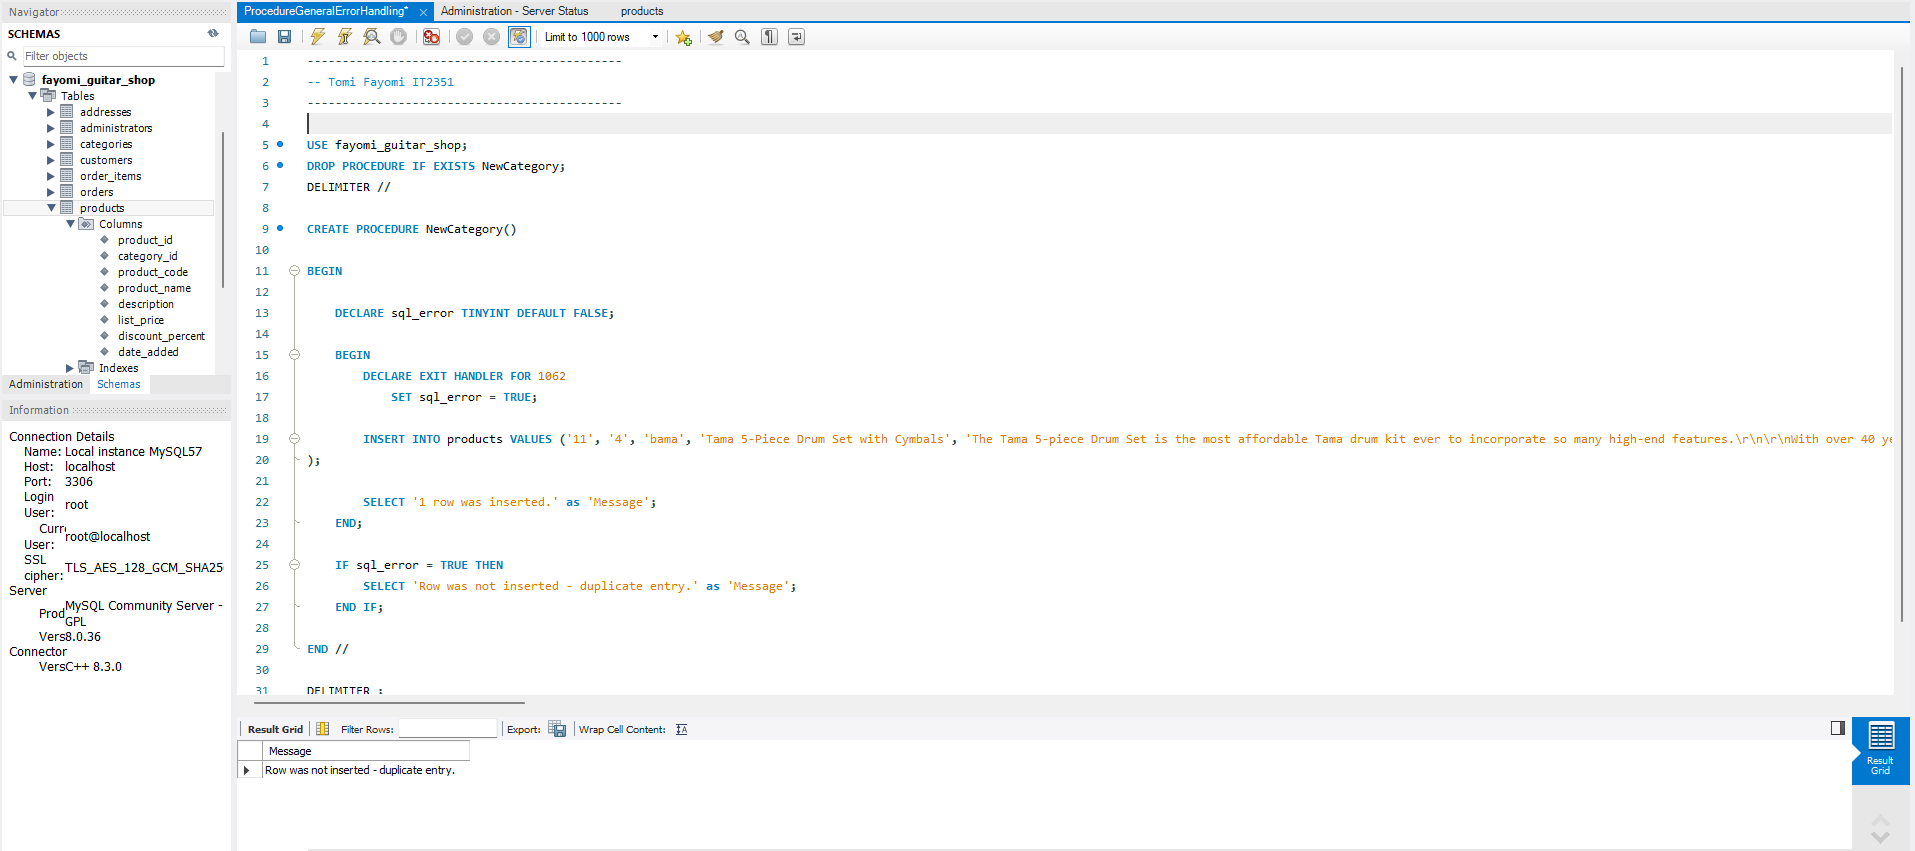 Navigator
SCHEMAS
Filter objects
fayomi_guitar_shop
Tables
addresses
administrators
categories
customers
order_items
orders
products
Columns
product_id
category_id
product_code
product_name
description
list_price
discount_percent
date_added
Indexes
Administration Schemas
Information
Connection Details
Name: Local instance MySQL57
Host: localhost
Port: 3306
Login User: root
Curr User: root@localhost
SSL cipher: TLS_AES_128_GCM_SHA25
Server
Prod MySQL Community Server - GPL
Vers 8.0.36
Connector
Vers C++ 8.3.0
ProcedureGeneralErrorHandling* Administration - Server Status products
Limit to 1000 rows
1 ---------------------------------------------
2 -- Tomi Fayomi IT2351
3 ---------------------------------------------
4
5 USE fayomi_guitar_shop;
6 DROP PROCEDURE IF EXISTS NewCategory;
7 DELIMITER //
8
9 CREATE PROCEDURE NewCategory()
10
11 BEGIN
12
13 DECLARE sql_error TINYINT DEFAULT FALSE;
14
15 BEGIN
16 DECLARE EXIT HANDLER FOR 1062
17 SET sql_error = TRUE;
18
19 INSERT INTO products VALUES ('11', '4', 'bama', 'Tama 5-Piece Drum Set with Cymbals', 'The Tama 5-piece Drum Set is the most affordable Tama drum kit ever to incorporate so many high-end features.\r\n\r\nWith over 40 ye
20 );
21
22 SELECT '1 row was inserted.' as 'Message';
23 END;
24
25 IF sql_error = TRUE THEN
26 SELECT 'Row was not inserted - duplicate entry.' as 'Message';
27 END IF;
28
29 END //
30
31 DELIMITER ;
Result Grid Filter Rows: Export: Wrap Cell Content:
Message
Row was not inserted - duplicate entry.
Result Grid